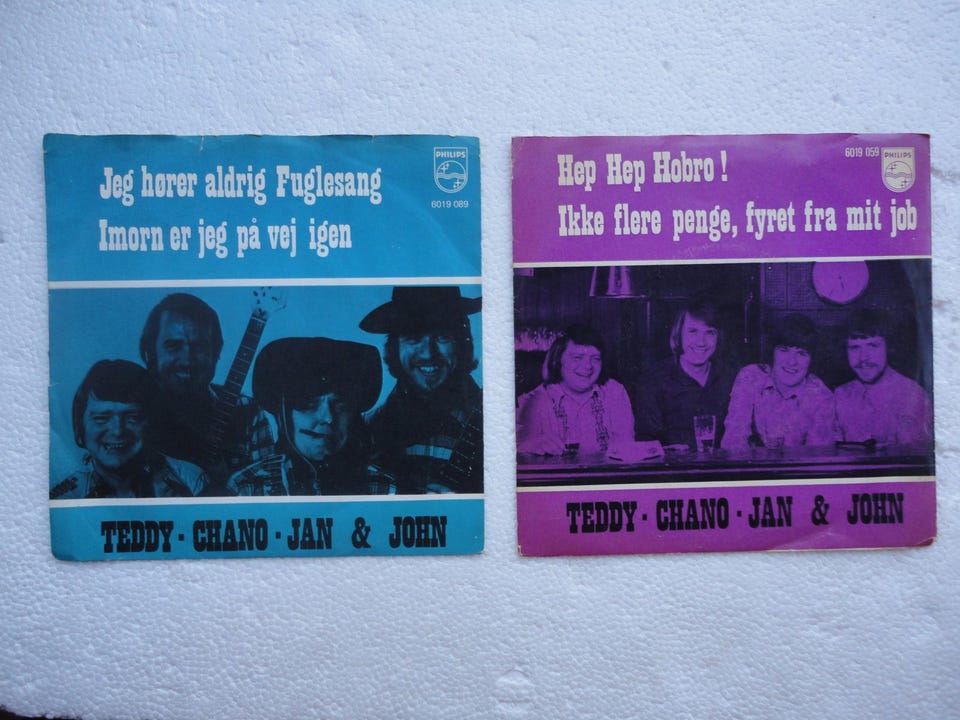 Jeg hører aldrig Fuglesang
Imorn er jeg på vej igen
PHILIPS
6019 089
TEDDY · CHANO · JAN & JOHN
Hep Hep Hobro !
Ikke flere penge, fyret fra mit job
6019 059
PHILIPS
TEDDY · CHANO · JAN & JOHN